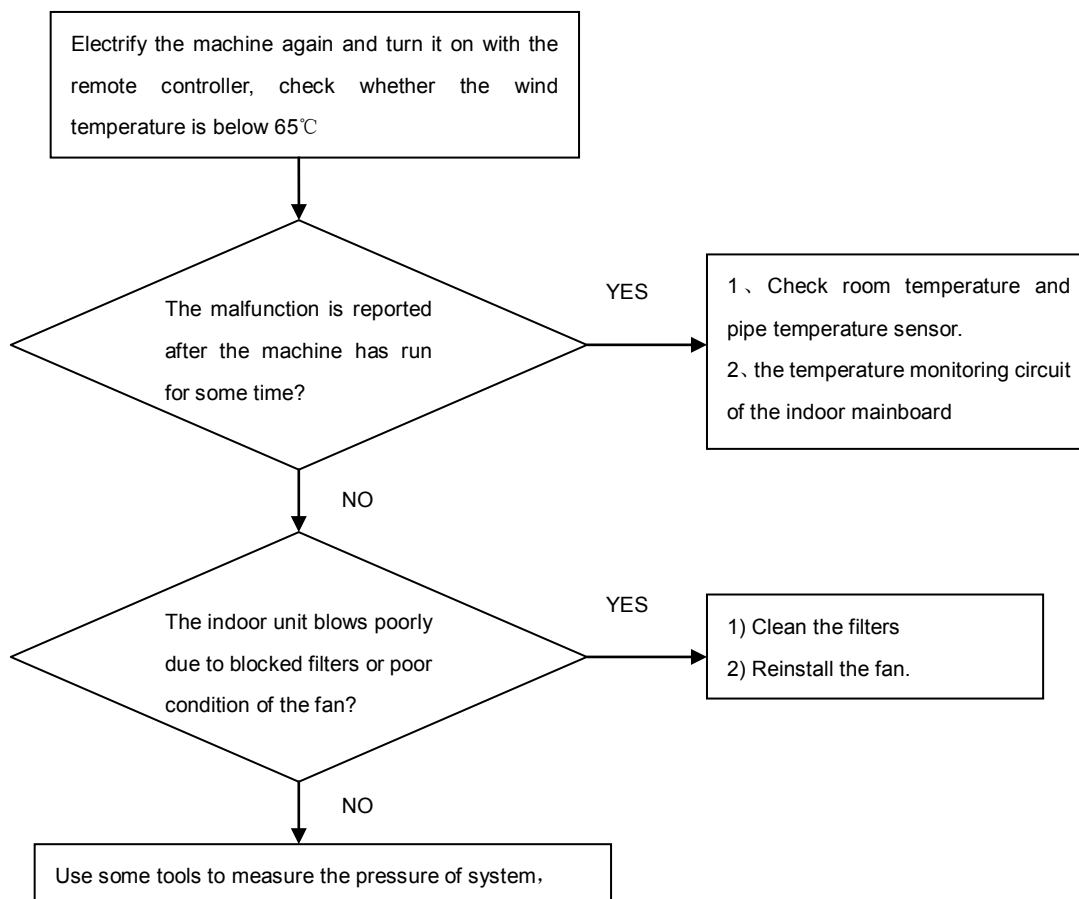 Electrify the machine again and turn it on with the
remote controller, check whether the wind
temperature is below 65℃
The malfunction is reported
after the machine has run
for some time?
YES
1、Check room temperature and
pipe temperature sensor.
2、the temperature monitoring circuit
of the indoor mainboard
NO
The indoor unit blows poorly
due to blocked filters or poor
condition of the fan?
YES
1) Clean the filters
2) Reinstall the fan.
NO
Use some tools to measure the pressure of system，